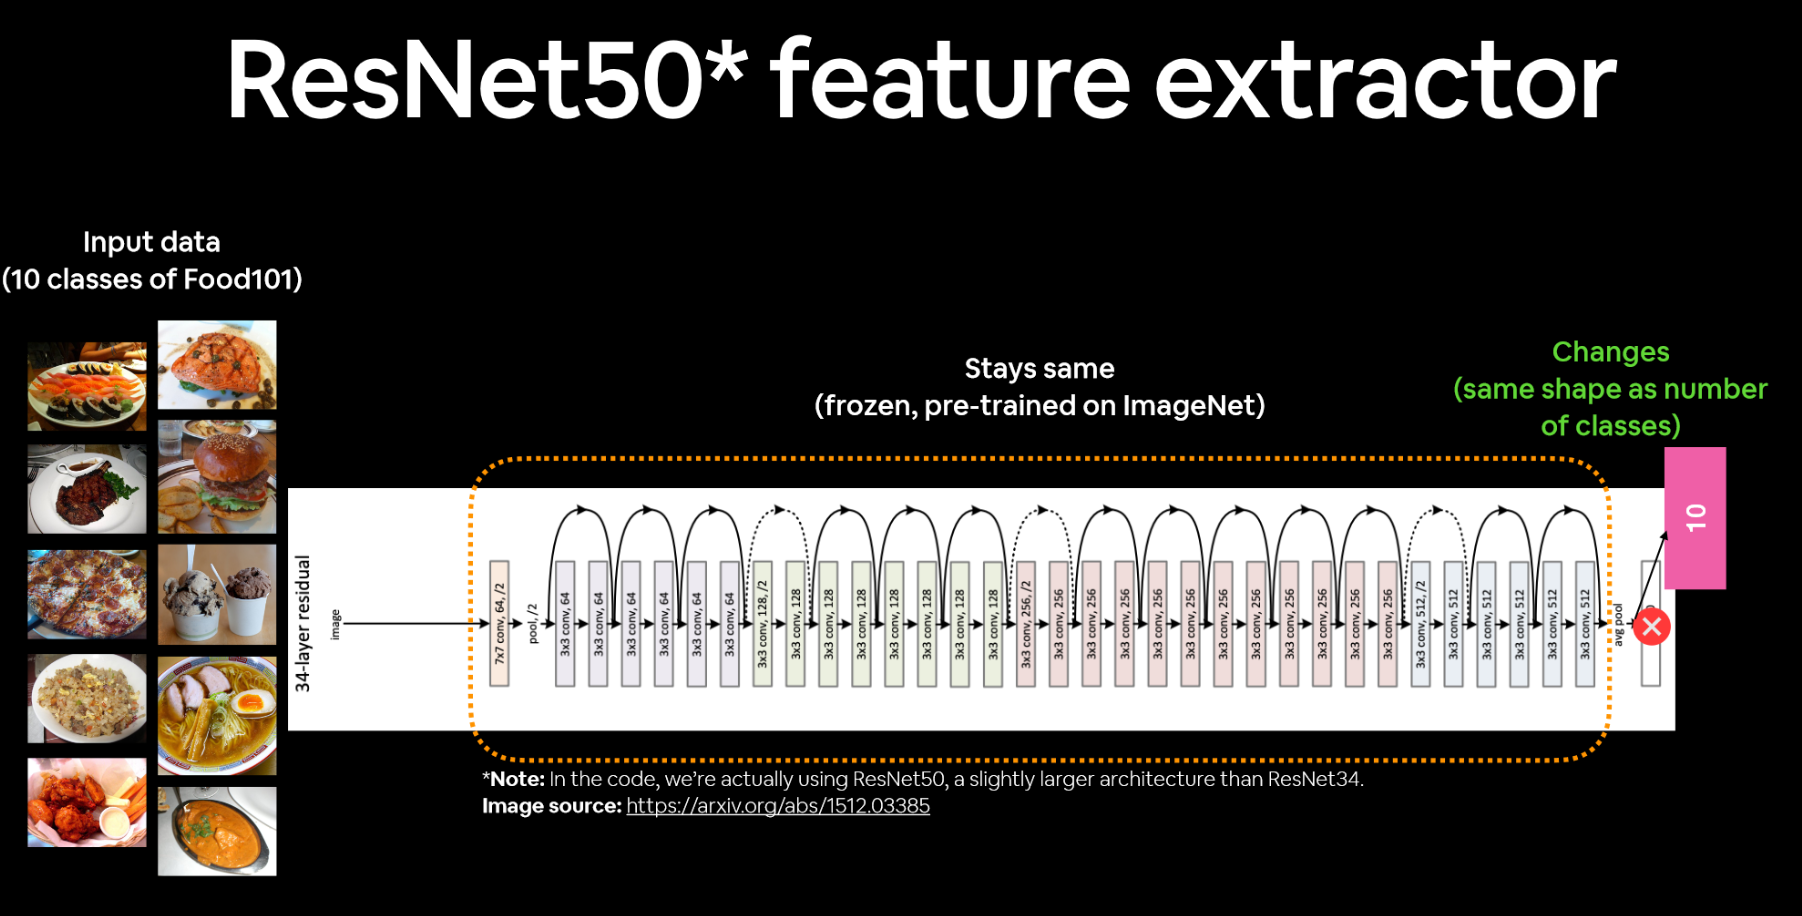 ResNet50* feature extractor
Input data
(10 classes of Food101)
Stays same
(frozen, pre-trained on ImageNet)
Changes
(same shape as number
of classes)
10
34-layer residual
image
7x7 conv, 64, /2
pool, /2
3x3 conv, 64
3x3 conv, 64
3x3 conv, 64
3x3 conv, 64
3x3 conv, 64
3x3 conv, 64
3x3 conv, 128, /2
3x3 conv, 128
3x3 conv, 128
3x3 conv, 128
3x3 conv, 128
3x3 conv, 128
3x3 conv, 128
3x3 conv, 128
3x3 conv, 256, /2
3x3 conv, 256
3x3 conv, 256
3x3 conv, 256
3x3 conv, 256
3x3 conv, 256
3x3 conv, 256
3x3 conv, 256
3x3 conv, 256
3x3 conv, 256
3x3 conv, 256
3x3 conv, 256
3x3 conv, 512, /2
3x3 conv, 512
3x3 conv, 512
3x3 conv, 512
3x3 conv, 512
3x3 conv, 512
avg pool
*Note: In the code, we’re actually using ResNet50, a slightly larger architecture than ResNet34.
Image source: https://arxiv.org/abs/1512.03385